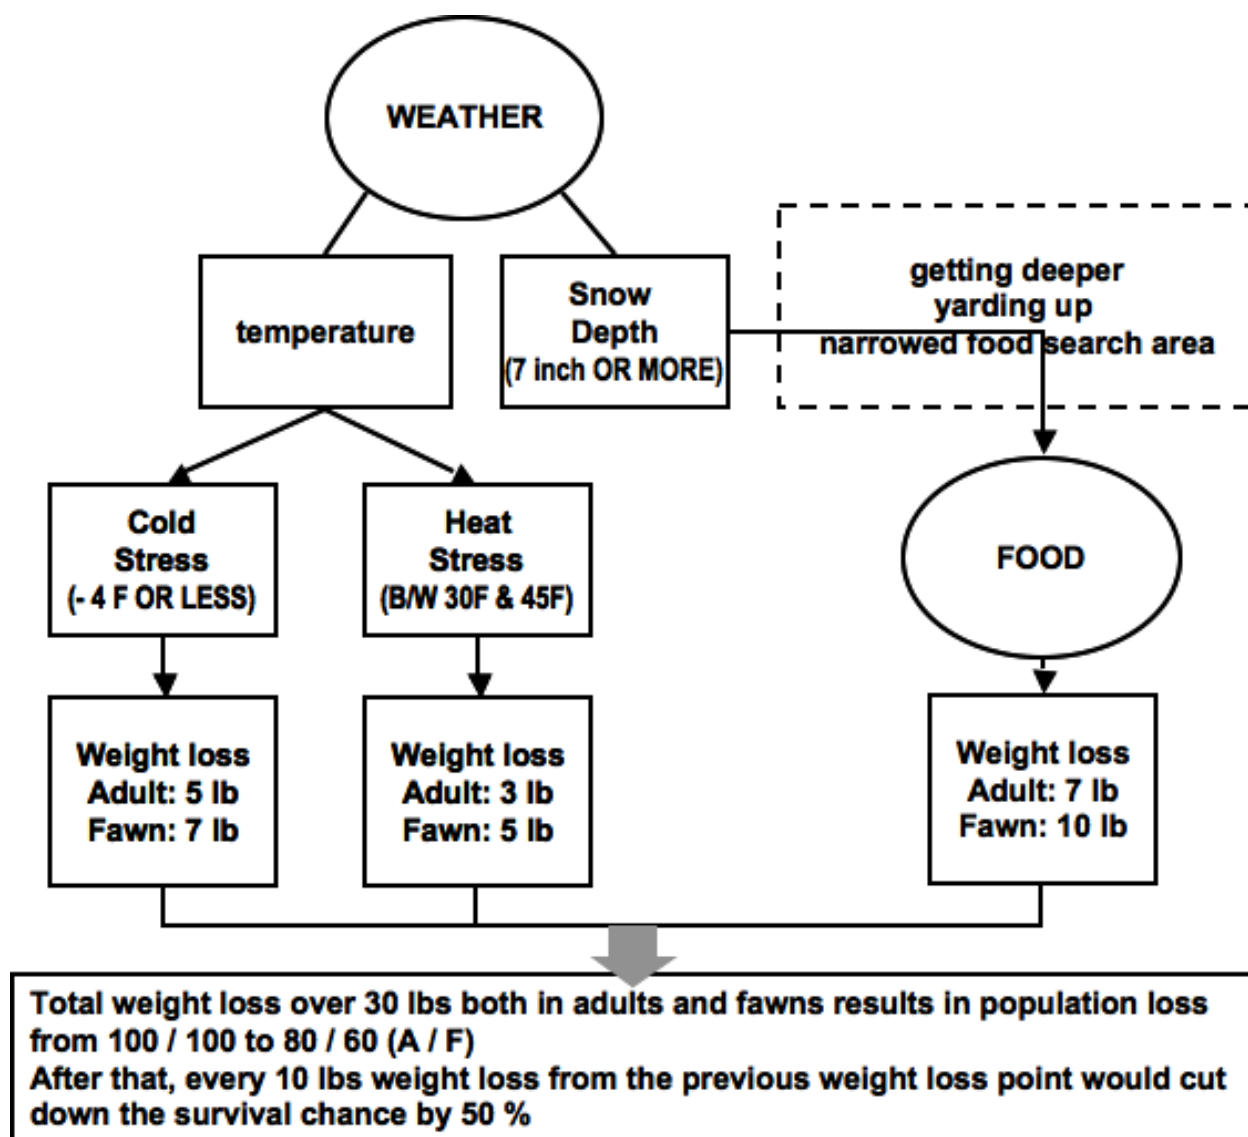 WEATHER
temperature
Snow
Depth
(7 inch OR MORE)
getting deeper
yarding up
narrowed food search area
Cold
Stress
(- 4 F OR LESS)
Heat
Stress
(B/W 30F & 45F)
FOOD
Weight loss
Adult: 5 lb
Fawn: 7 lb
Weight loss
Adult: 3 lb
Fawn: 5 lb
Weight loss
Adult: 7 lb
Fawn: 10 lb
Total weight loss over 30 lbs both in adults and fawns results in population loss
from 100 / 100 to 80 / 60 (A / F)
After that, every 10 lbs weight loss from the previous weight loss point would cut
down the survival chance by 50 %